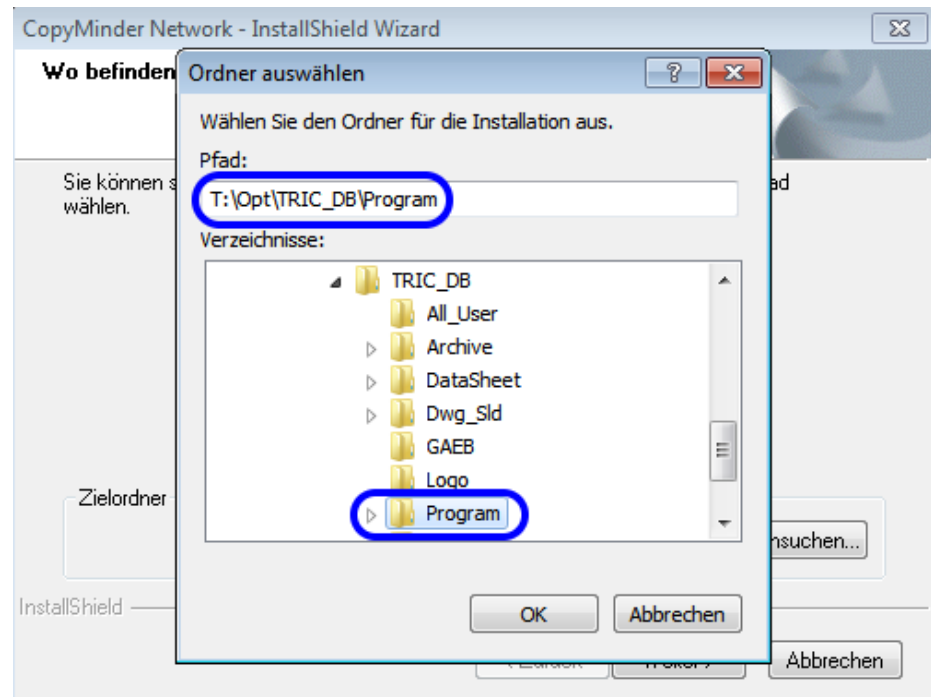 CopyMinder Network - InstallShield Wizard
Wo befinden
Ordner auswählen
Wählen Sie den Ordner für die Installation aus.
Pfad:
Sie können s
ad
wählen.
T:\Opt\TRIC_DB\Program
Verzeichnisse:
TRIC_DB
All_User
Archive
DataSheet
Dwg_Sld
GAEB
Logo
Program
Zielordner
nsuchen...
InstallShield
OK
Abbrechen
Abbrechen